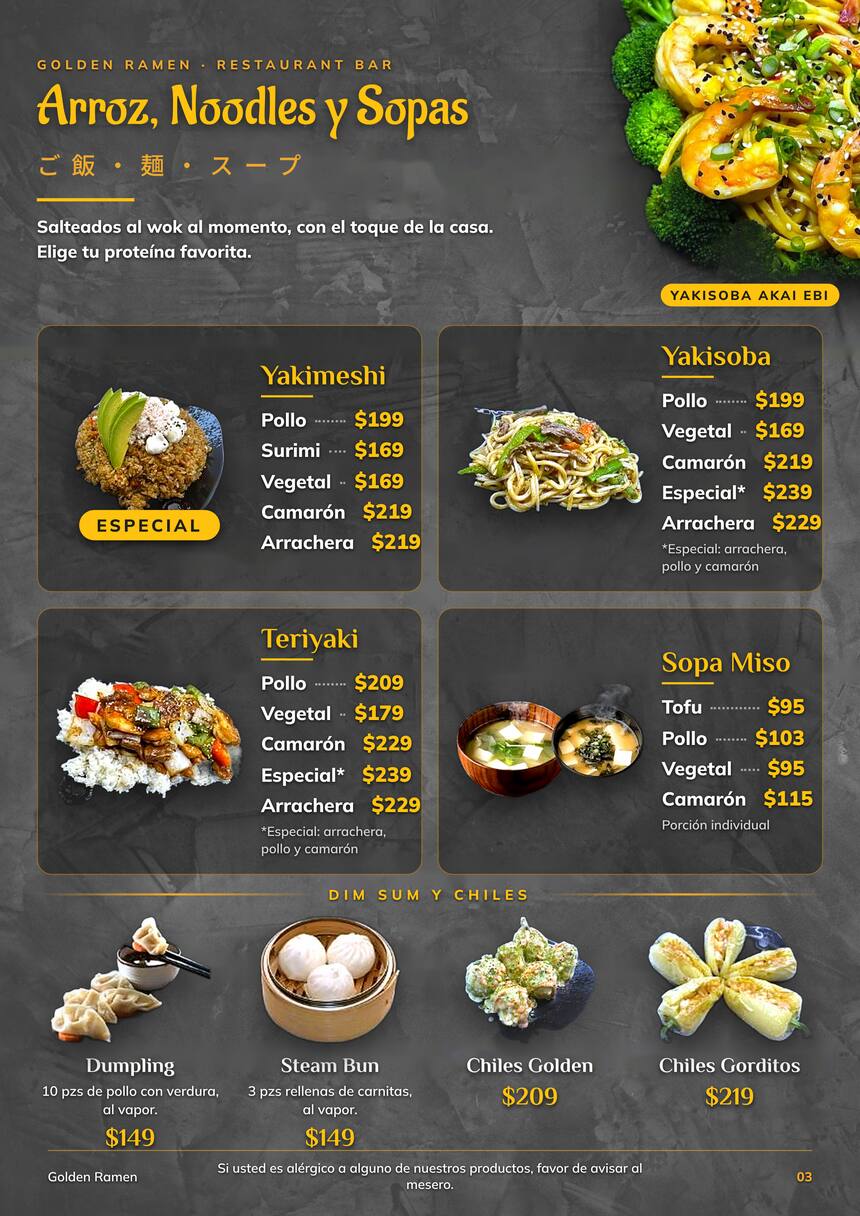 GOLDEN RAMEN · RESTAURANT BAR
Arroz, Noodles y Sopas
ご飯・麺・スープ
Salteados al wok al momento, con el toque de la casa.
Elige tu proteína favorita.
YAKISOBA AKAI EBI
Yakimeshi
Pollo ······· $199
Surimi ···· $169
Vegetal ·· $169
Camarón $219
Arrachera $219
ESPECIAL
Yakisoba
Pollo ······· $199
Vegetal ·· $169
Camarón $219
Especial* $239
Arrachera $229
*Especial: arrachera,
pollo y camarón
Teriyaki
Pollo ······· $209
Vegetal ·· $179
Camarón $229
Especial* $239
Arrachera $229
*Especial: arrachera,
pollo y camarón
Sopa Miso
Tofu ··········· $95
Pollo ······· $103
Vegetal ····· $95
Camarón $115
Porción individual
DIM SUM Y CHILES
Dumpling
10 pzs de pollo con verdura,
al vapor.
$149
Steam Bun
3 pzs rellenas de carnitas,
al vapor.
$149
Chiles Golden
$209
Chiles Gorditos
$219
Golden Ramen
Si usted es alérgico a alguno de nuestros productos, favor de avisar al
mesero.
03